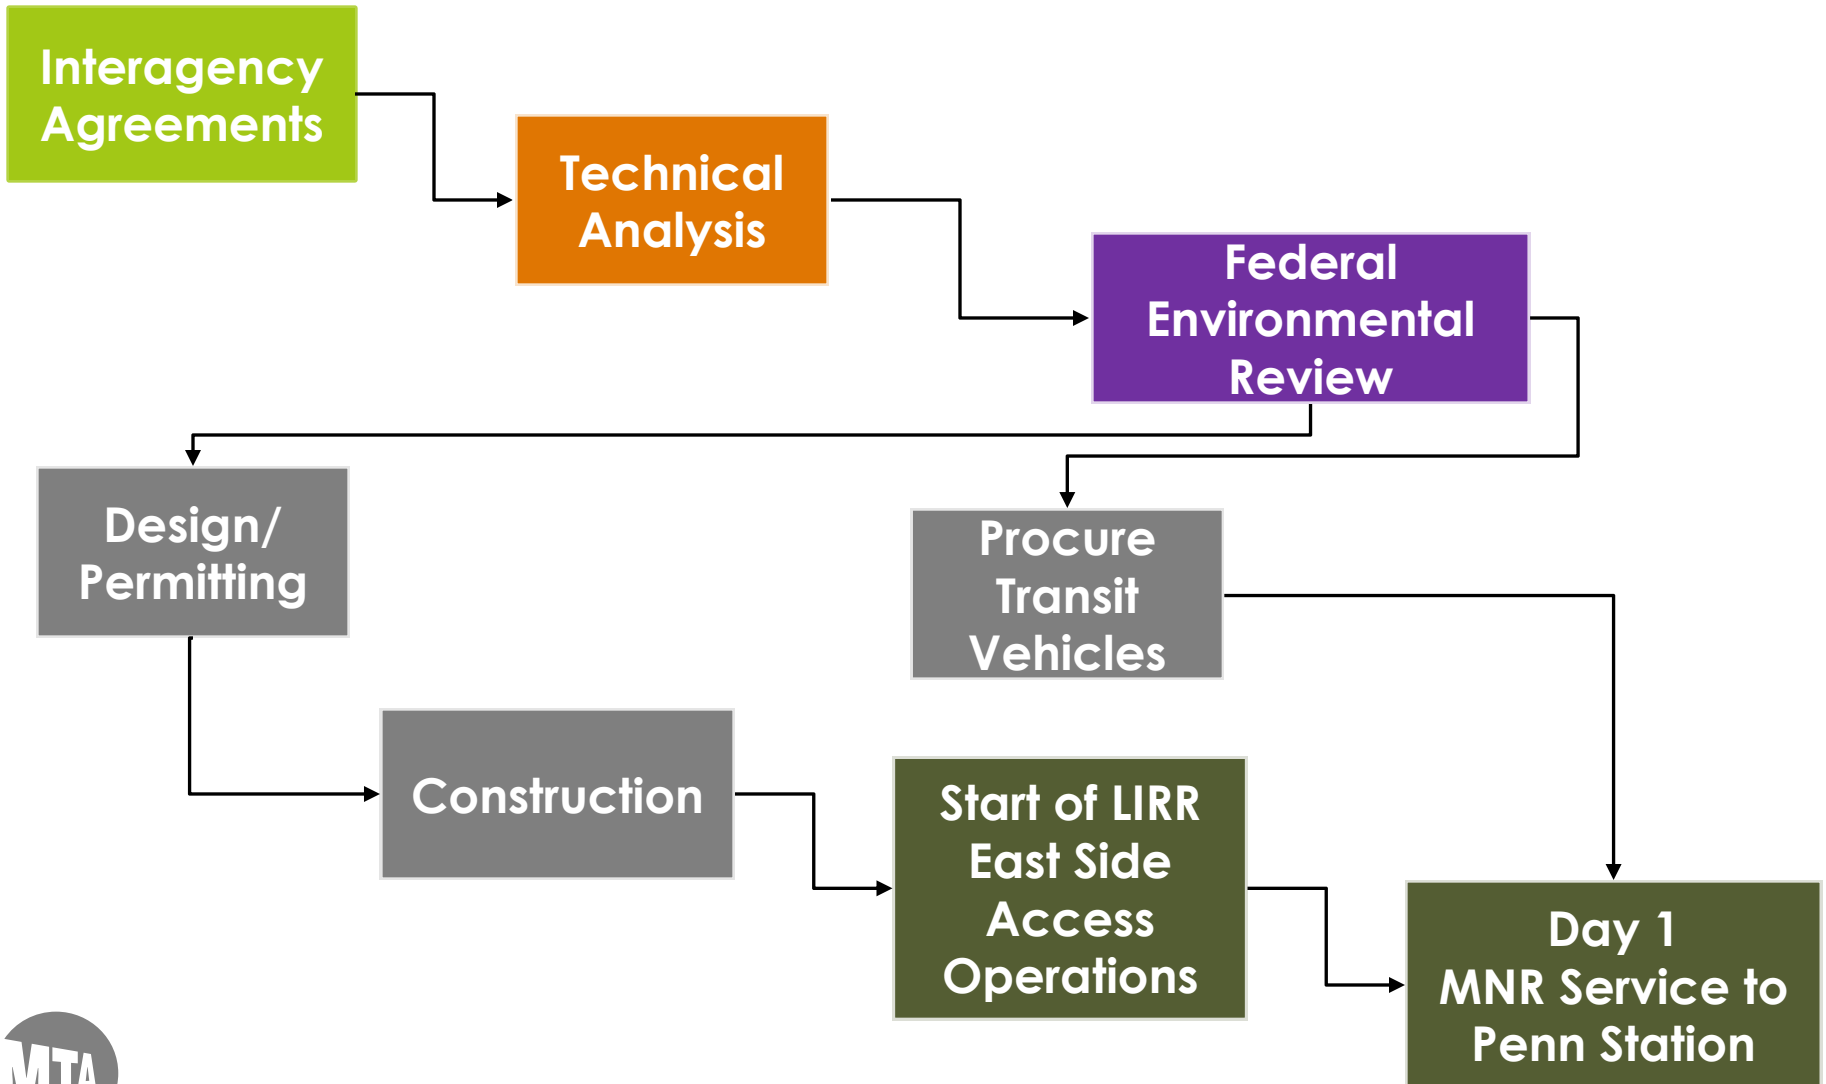 Interagency
Agreements
Technical
Analysis
Federal
Environmental
Review
Design/
Permitting
Procure
Transit
Vehicles
Construction
Start of LIRR
East Side
Access
Operations
Day 1
MNR Service to
Penn Station
MTA